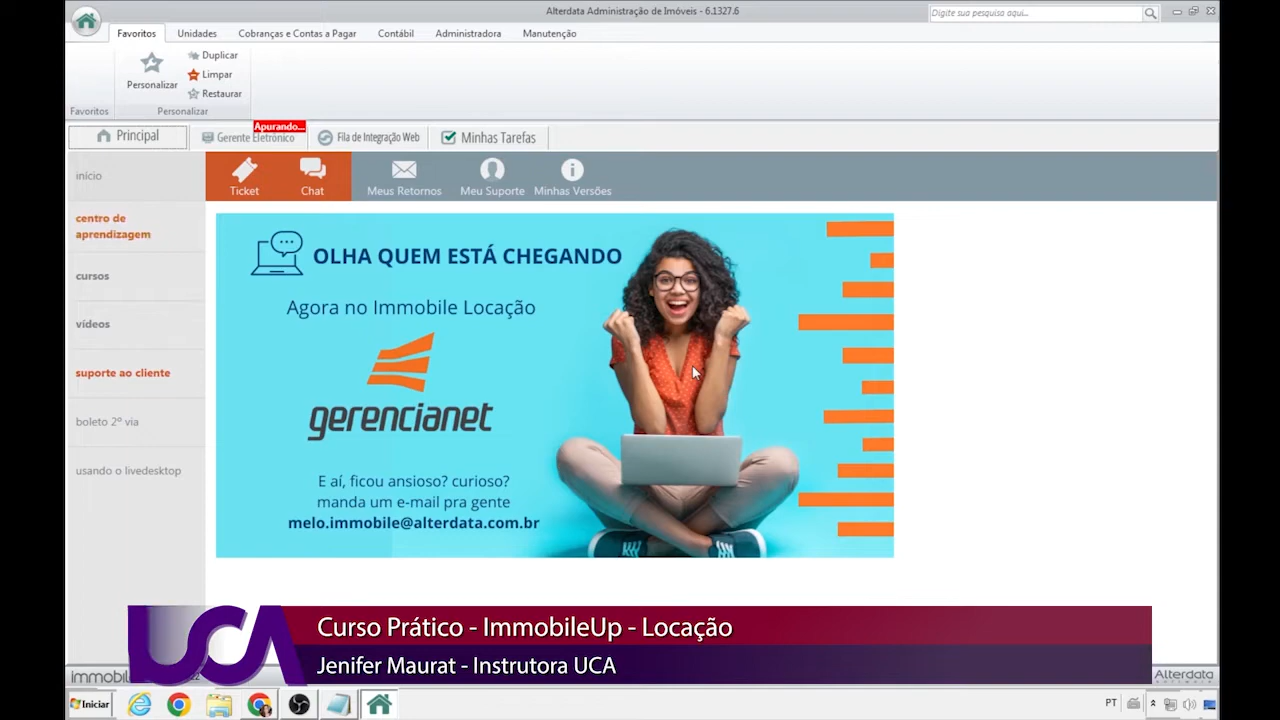 Alterdata Administração de Imóveis - 6.1327.6
Digite sua pesquisa aqui...
Favoritos
Unidades
Cobranças e Contas a Pagar
Contábil
Administradora
Manutenção
Personalizar
Duplicar
Limpar
Restaurar
Favoritos
Personalizar
Principal
Apurando...
Gerente Eletrônico
Fila de Integração Web
Minhas Tarefas
início
centro de
aprendizagem
cursos
vídeos
suporte ao cliente
boleto 2º via
usando o livedesktop
Ticket
Chat
Meus Retornos
Meu Suporte
Minhas Versões
OLHA QUEM ESTÁ CHEGANDO
Agora no Immobile Locação
gerencianet
E aí, ficou ansioso? curioso?
manda um e-mail pra gente
melo.immobile@alterdata.com.br
UCA
Curso Prático - ImmobileUp - Locação
Jenifer Maurat - Instrutora UCA
Alterdata
Iniciar
PT